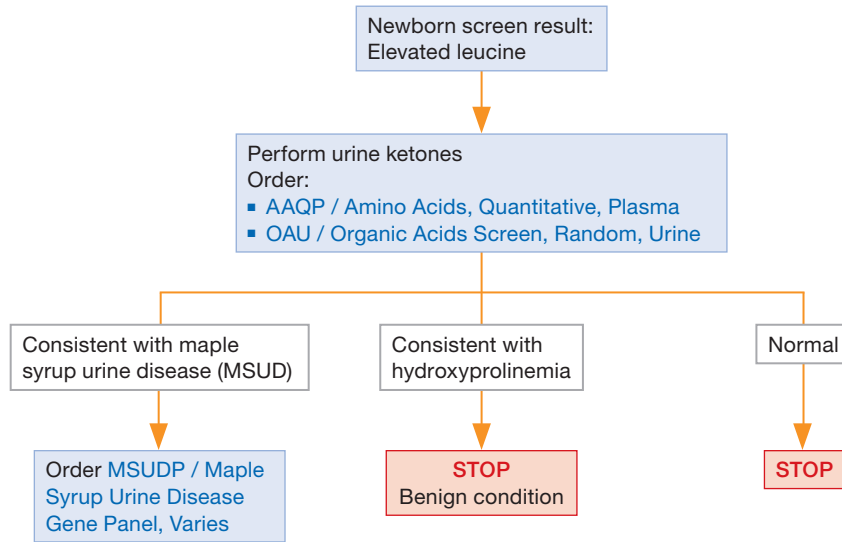 Newborn screen result:
Elevated leucine
Perform urine ketones
Order:
▪ AAQP / Amino Acids, Quantitative, Plasma
▪ OAU / Organic Acids Screen, Random, Urine
Consistent with maple
syrup urine disease (MSUD)
Consistent with
hydroxyprolinemia
Normal
Order MSUDP / Maple
Syrup Urine Disease
Gene Panel, Varies
STOP
Benign condition
STOP